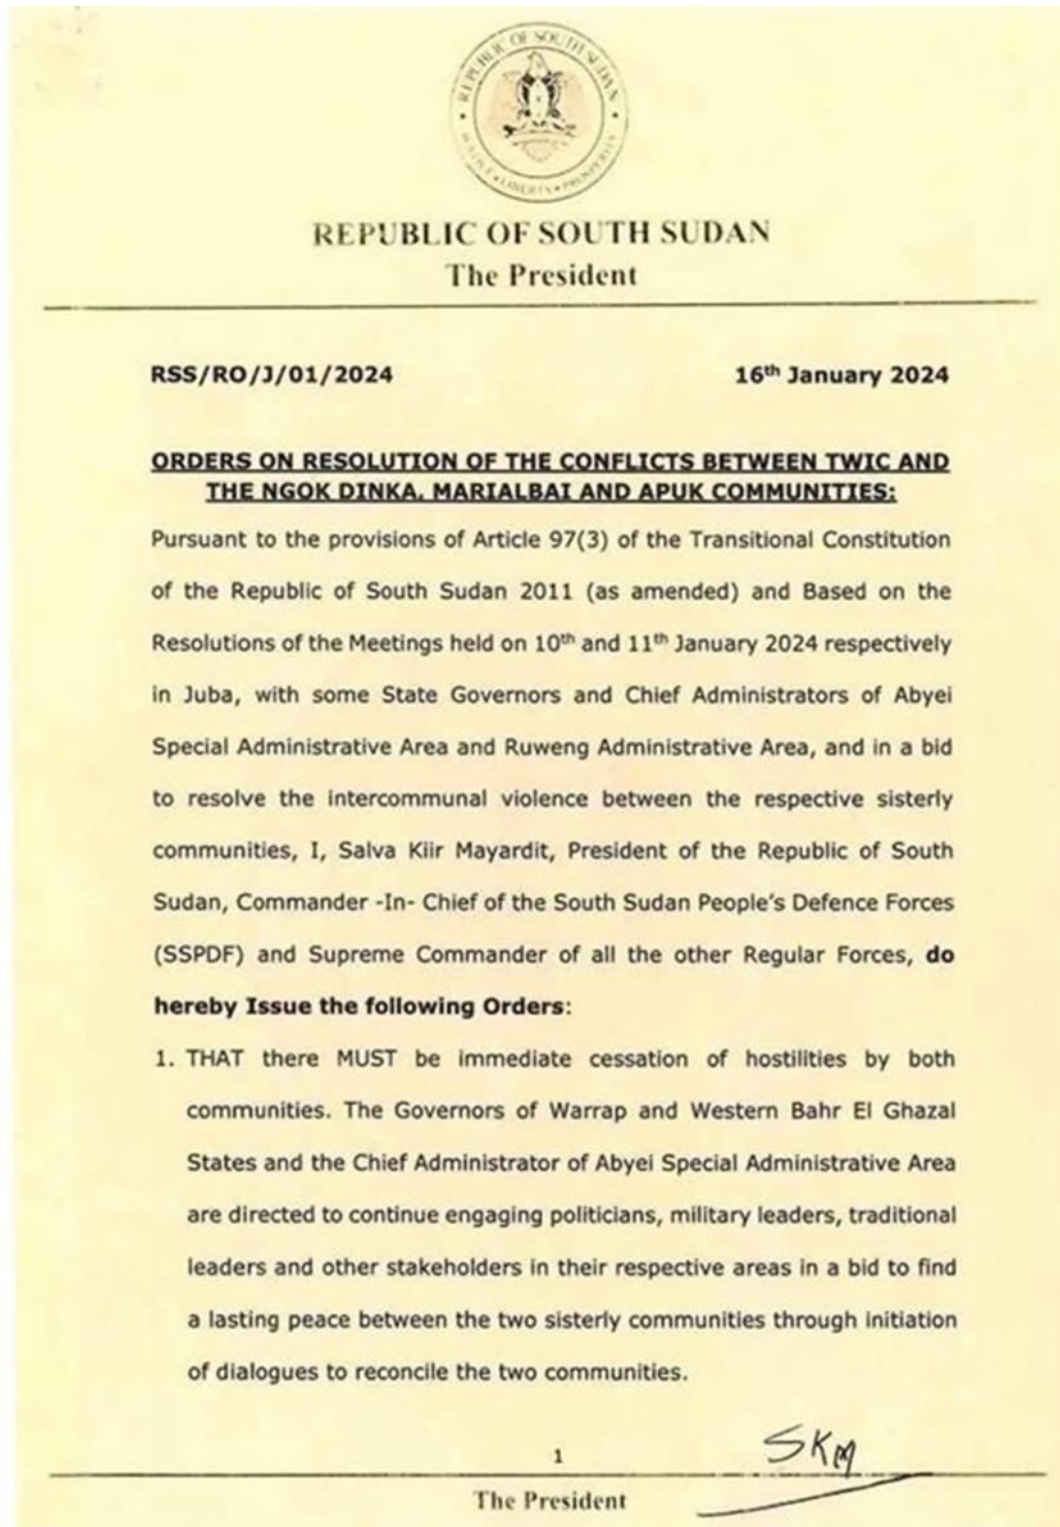 REPUBLIC OF SOUTH SUDAN
JUSTICE • LIBERTY • PROSPERITY
REPUBLIC OF SOUTH SUDAN
The President
RSS/RO/J/01/2024 16th January 2024
ORDERS ON RESOLUTION OF THE CONFLICTS BETWEEN TWIC AND
THE NGOK DINKA, MARIALBAI AND APUK COMMUNITIES:
Pursuant to the provisions of Article 97(3) of the Transitional Constitution
of the Republic of South Sudan 2011 (as amended) and Based on the
Resolutions of the Meetings held on 10th and 11th January 2024 respectively
in Juba, with some State Governors and Chief Administrators of Abyei
Special Administrative Area and Ruweng Administrative Area, and in a bid
to resolve the intercommunal violence between the respective sisterly
communities, I, Salva Kiir Mayardit, President of the Republic of South
Sudan, Commander -In- Chief of the South Sudan People's Defence Forces
(SSPDF) and Supreme Commander of all the other Regular Forces, do
hereby Issue the following Orders:
1. THAT there MUST be immediate cessation of hostilities by both
communities. The Governors of Warrap and Western Bahr El Ghazal
States and the Chief Administrator of Abyei Special Administrative Area
are directed to continue engaging politicians, military leaders, traditional
leaders and other stakeholders in their respective areas in a bid to find
a lasting peace between the two sisterly communities through initiation
of dialogues to reconcile the two communities.
1
SKM
The President